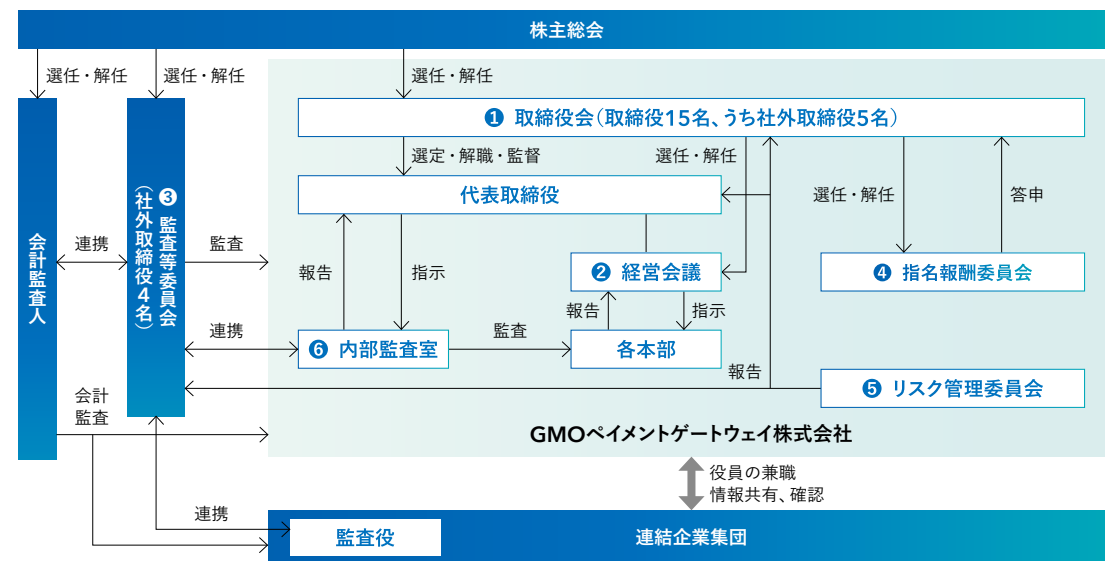 株主総会
選任・解任
選任・解任
選任・解任
❶ 取締役会(取締役15名、うち社外取締役5名)
選定・解職・監督
選任・解任
代表取締役
選任・解任
答申
会計監査人
連携
❸ 監査等委員会
(社外取締役4名)
監査
報告
指示
❷ 経営会議
❹ 指名報酬委員会
報告
指示
連携
❻ 内部監査室
監査
各本部
報告
❺ リスク管理委員会
会計
監査
GMOペイメントゲートウェイ株式会社
役員の兼職
情報共有、確認
連携
監査役
連結企業集団